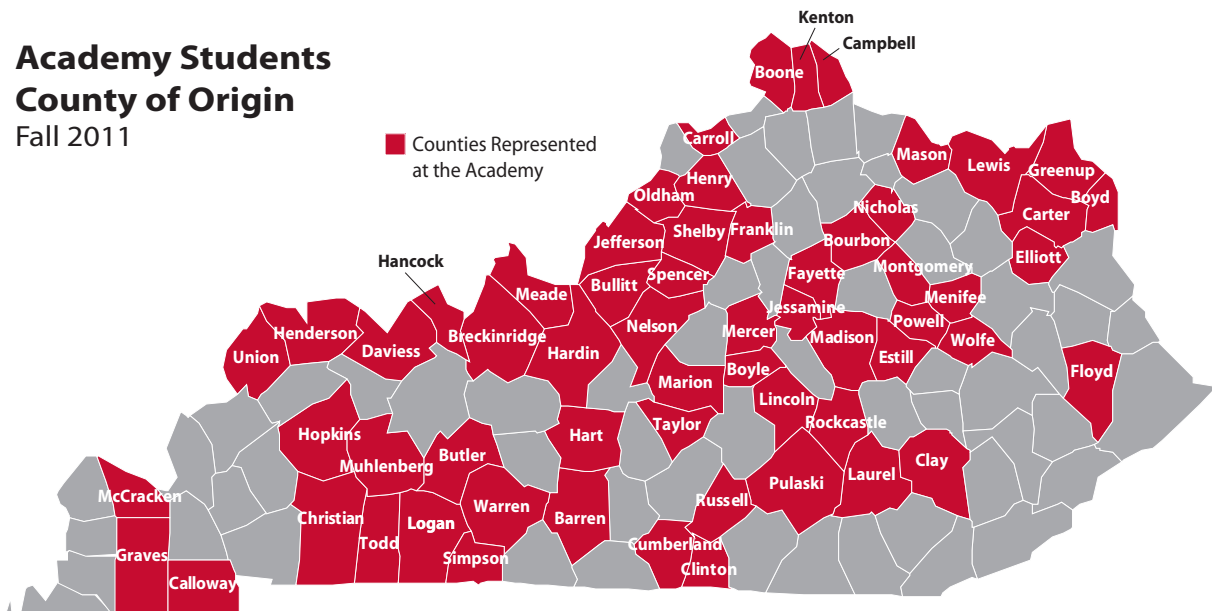 Academy Students
County of Origin
Fall 2011
Counties Represented
at the Academy
Kenton
Campbell
Boone
Carroll
Mason
Lewis
Greenup
Henry
Oldham
Boyd
Nicholas
Carter
Shelby
Franklin
Jefferson
Bourbon
Elliott
Hancock
Montgomery
Spencer
Fayette
Bullitt
Meade
Menifee
Jessamine
Powell
Nelson
Mercer
Henderson
Breckinridge
Madison
Wolfe
Daviess
Hardin
Union
Estill
Boyle
Floyd
Marion
Lincoln
Rockcastle
Taylor
Hopkins
Hart
Butler
Clay
Muhlenberg
Laurel
Pulaski
McCracken
Russell
Warren
Christian
Barren
Logan
Todd
Cumberland
Graves
Simpson
Clinton
Calloway